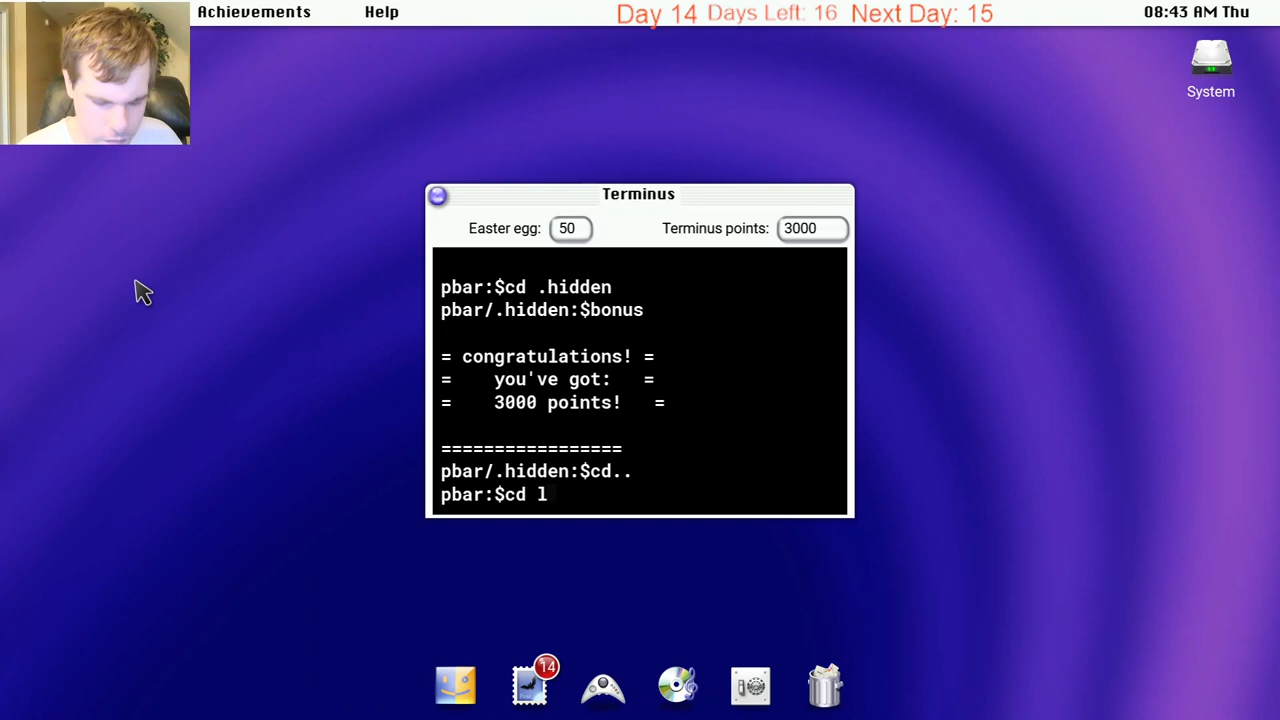 Achievements Help Day 14 Days Left: 16 Next Day: 15 08:43 AM Thu
System
Terminus
Easter egg: 50 Terminus points: 3000
pbar:$cd .hidden
pbar/.hidden:$bonus
= congratulations! =
= you've got: =
= 3000 points! =
================
pbar/.hidden:$cd..
pbar:$cd l
14